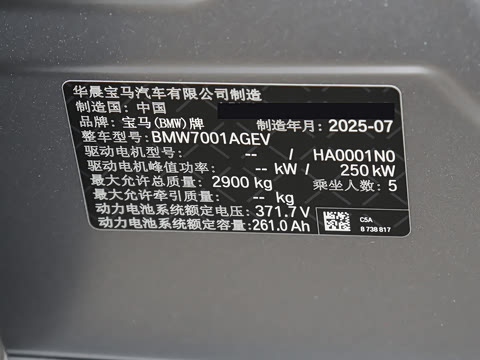 华晨宝马汽车有限公司制造
制造国: 中国
品牌: 宝马(BMW)牌 制造年月: 2025-07
整车型号: BMW7001AGEV
驱动电机型号: -- / HA0001N0
驱动电机峰值功率: -- kW / 250 kW
最大允许总质量: 2900 kg 乘坐人数: 5
最大允许牵引质量: -- kg
动力电池系统额定电压: 371.7V
动力电池系统额定容量: 261.0 Ah
C5A
8 738 817